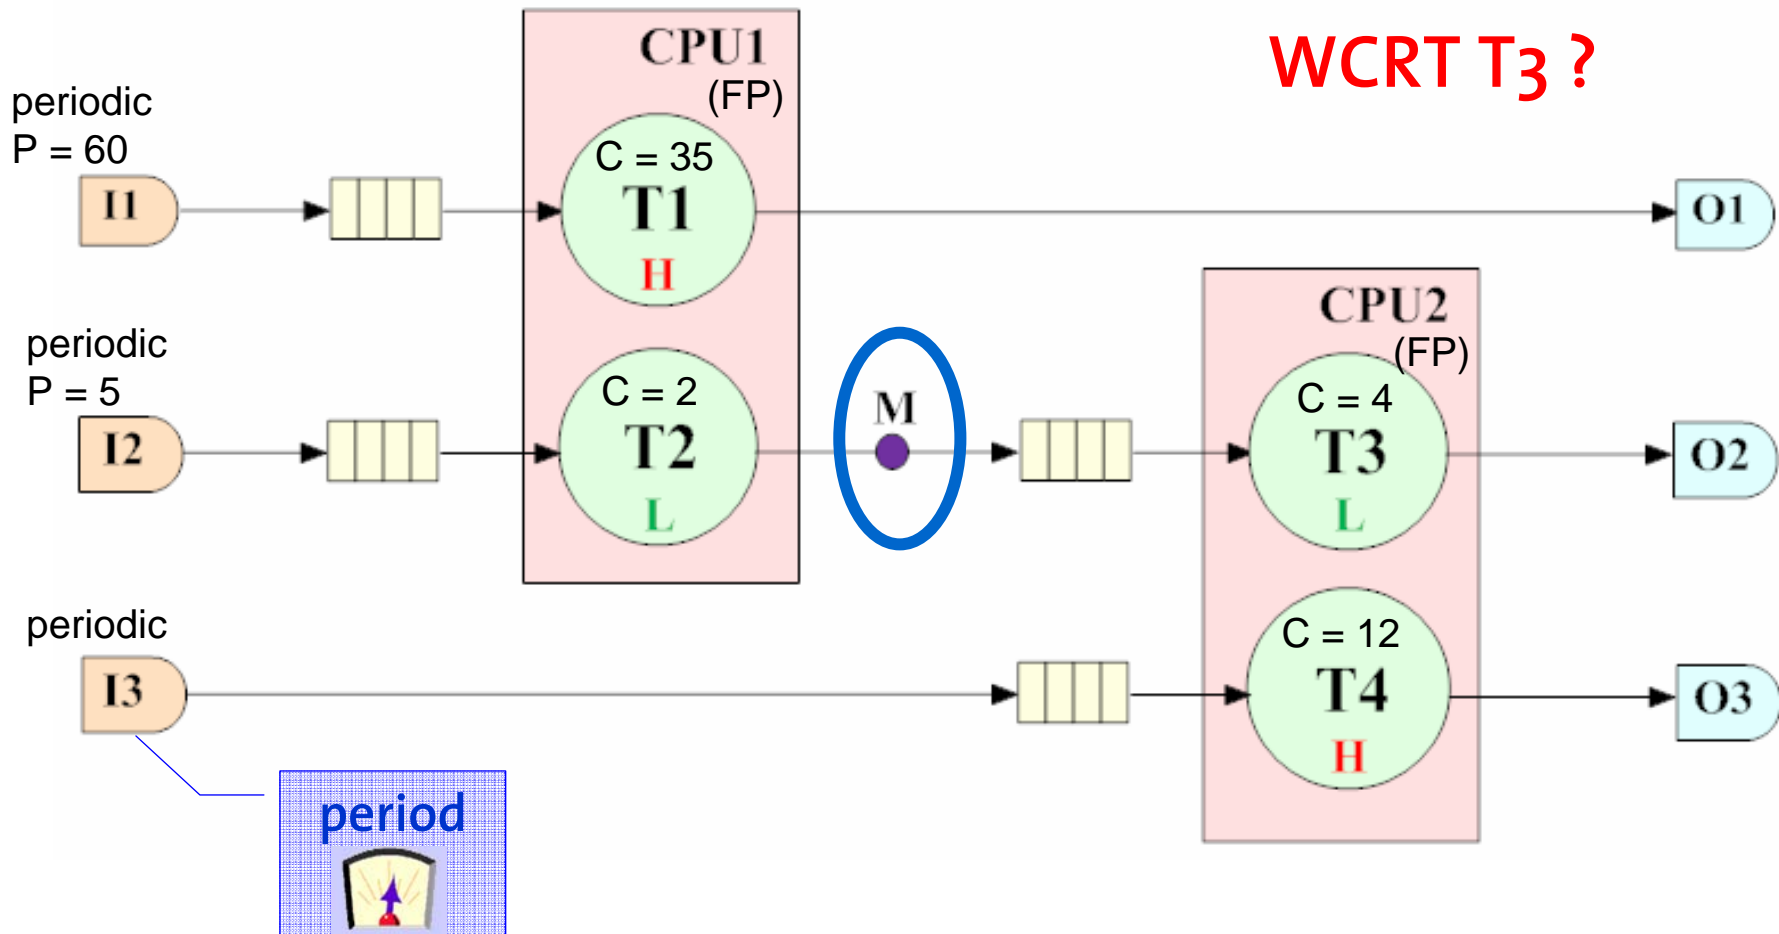 WCRT T3 ?
CPU1
(FP)
periodic
P = 60
I1
C = 35
T1
H
O1
periodic
P = 5
I2
C = 2
T2
L
M
CPU2
(FP)
C = 4
T3
L
O2
periodic
I3
C = 12
T4
H
O3
period